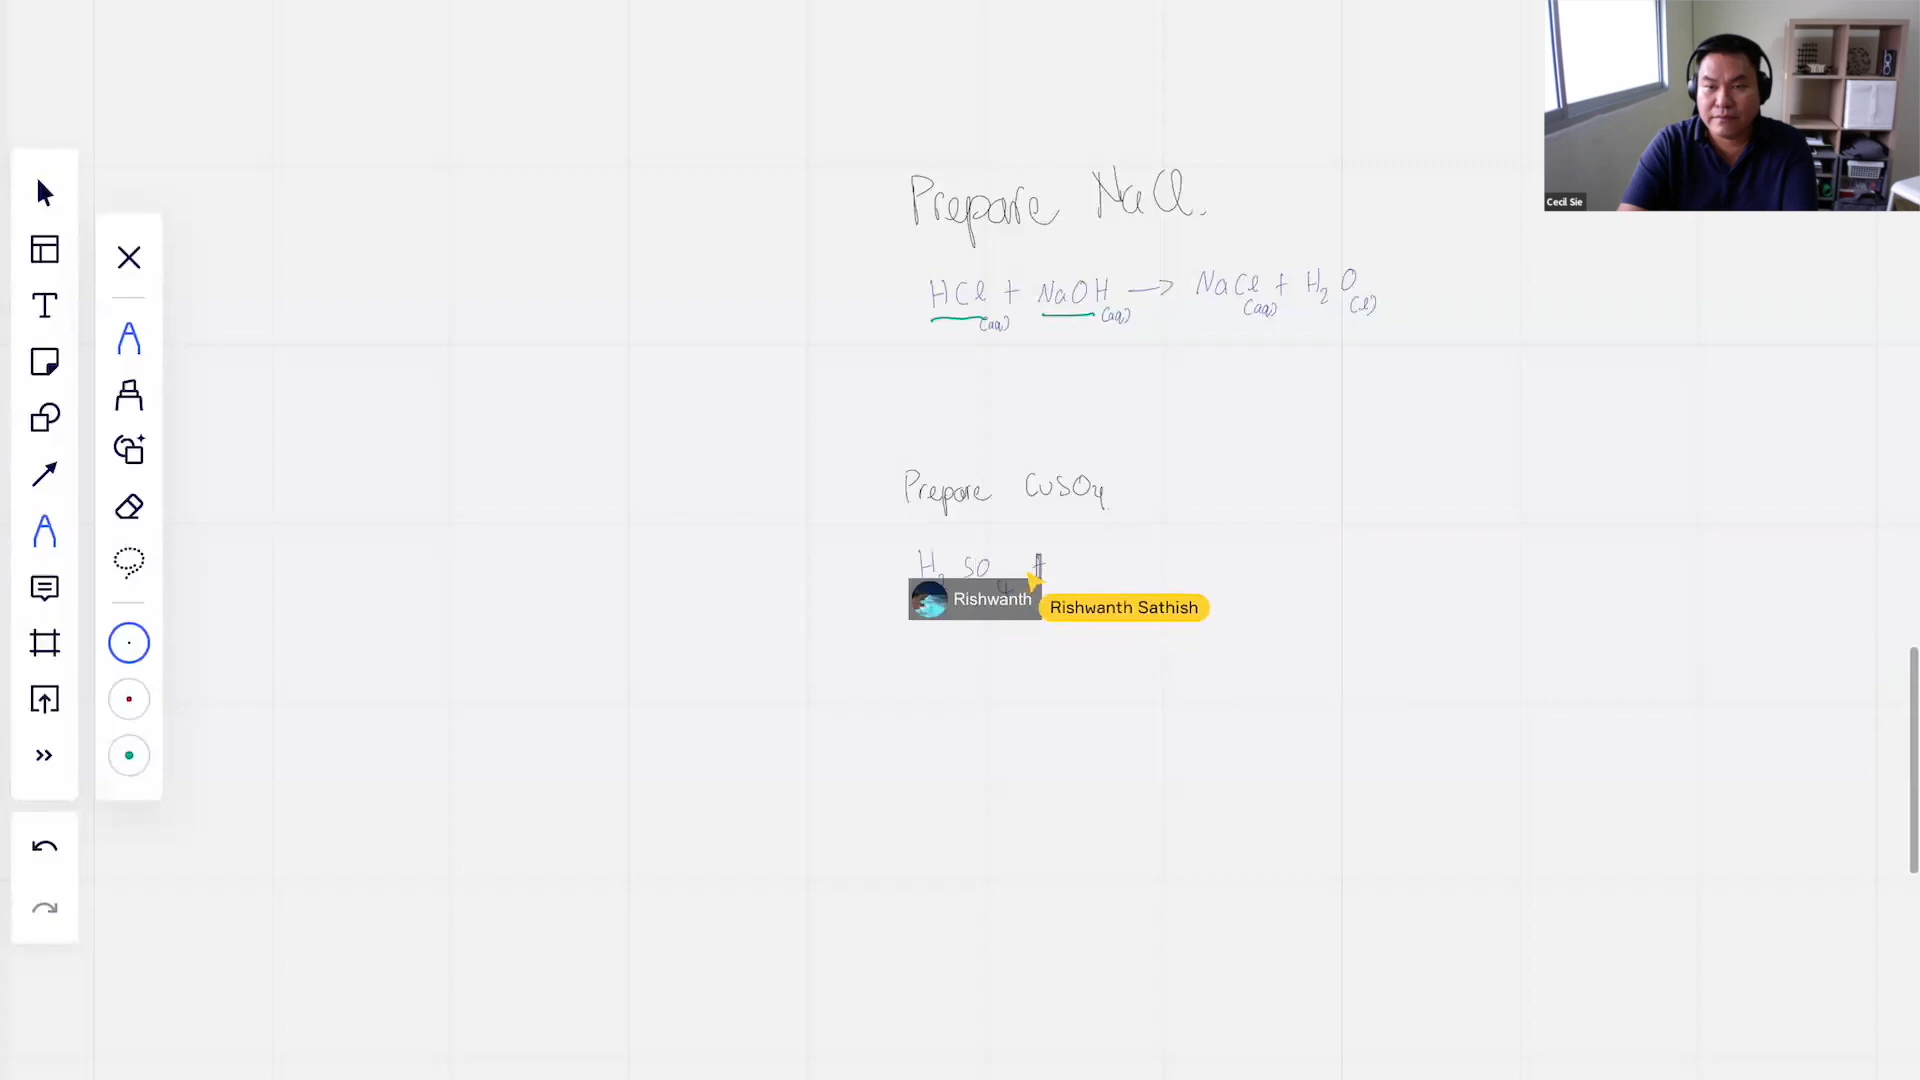 Cecil Sie
Prepare NaCl.
HCl(aq) + NaOH(aq) → NaCl(aq) + H₂O(l)
Prepare CuSO₄.
H₂SO₄ +
Rishwanth
Rishwanth Sathish